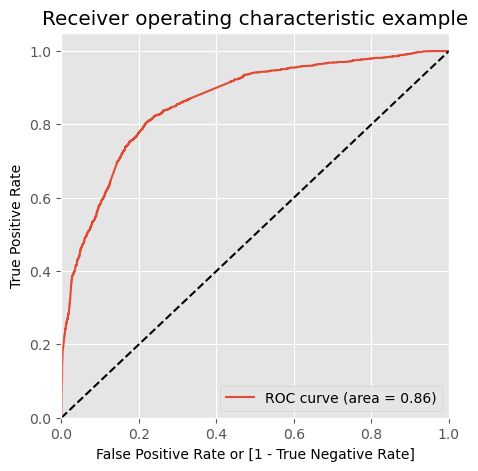 Receiver operating characteristic example
True Positive Rate
1.0
0.8
0.6
0.4
0.2
0.0
ROC curve (area = 0.86)
0.0 0.2 0.4 0.6 0.8 1.0
False Positive Rate or [1 - True Negative Rate]